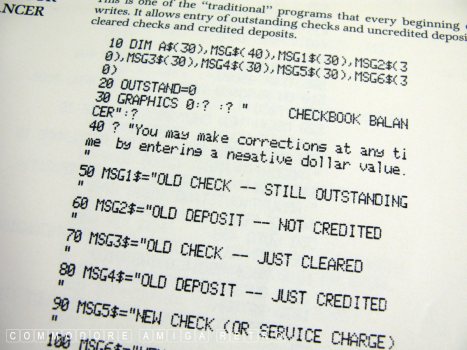 ANCER
This is one of the "traditional" programs that every beginning
writes. It allows entry of outstanding checks and uncredited
cleared checks and credited deposits.
10 DIM A$(30),MSG$(40),MSG1$(30),MSG2$(3
0),MSG3$(30),MSG4$(30),MSG5$(30),MSG6$(3
0)
20 OUTSTAND=0
30 GRAPHICS 0:? :? "     CHECKBOOK BALAN
CER":?
40 ? "You may make corrections at any ti
me  by entering a negative dollar value.
"
50 MSG1$="OLD CHECK -- STILL OUTSTANDING
"
60 MSG2$="OLD DEPOSIT -- NOT CREDITED
"
70 MSG3$="OLD CHECK -- JUST CLEARED
"
80 MSG4$="OLD DEPOSIT -- JUST CREDITED
"
90 MSG5$="NEW CHECK (OR SERVICE CHARGE)
"
COMMODORE AMIGA
100 MSG6$=